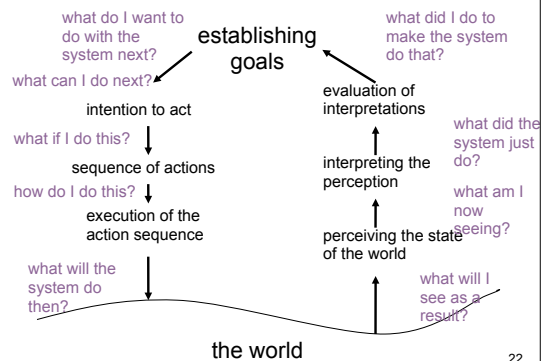 what do I want to
do with the
system next?
establishing
goals
what did I do to
make the system
do that?
what can I do next?
intention to act
what if I do this?
sequence of actions
how do I do this?
execution of the
action sequence
what will the
system do
then?
evaluation of
interpretations
what did the
system just
do?
interpreting the
perception
what am I
now
seeing?
perceiving the state
of the world
what will I
see as a
result?
the world
22